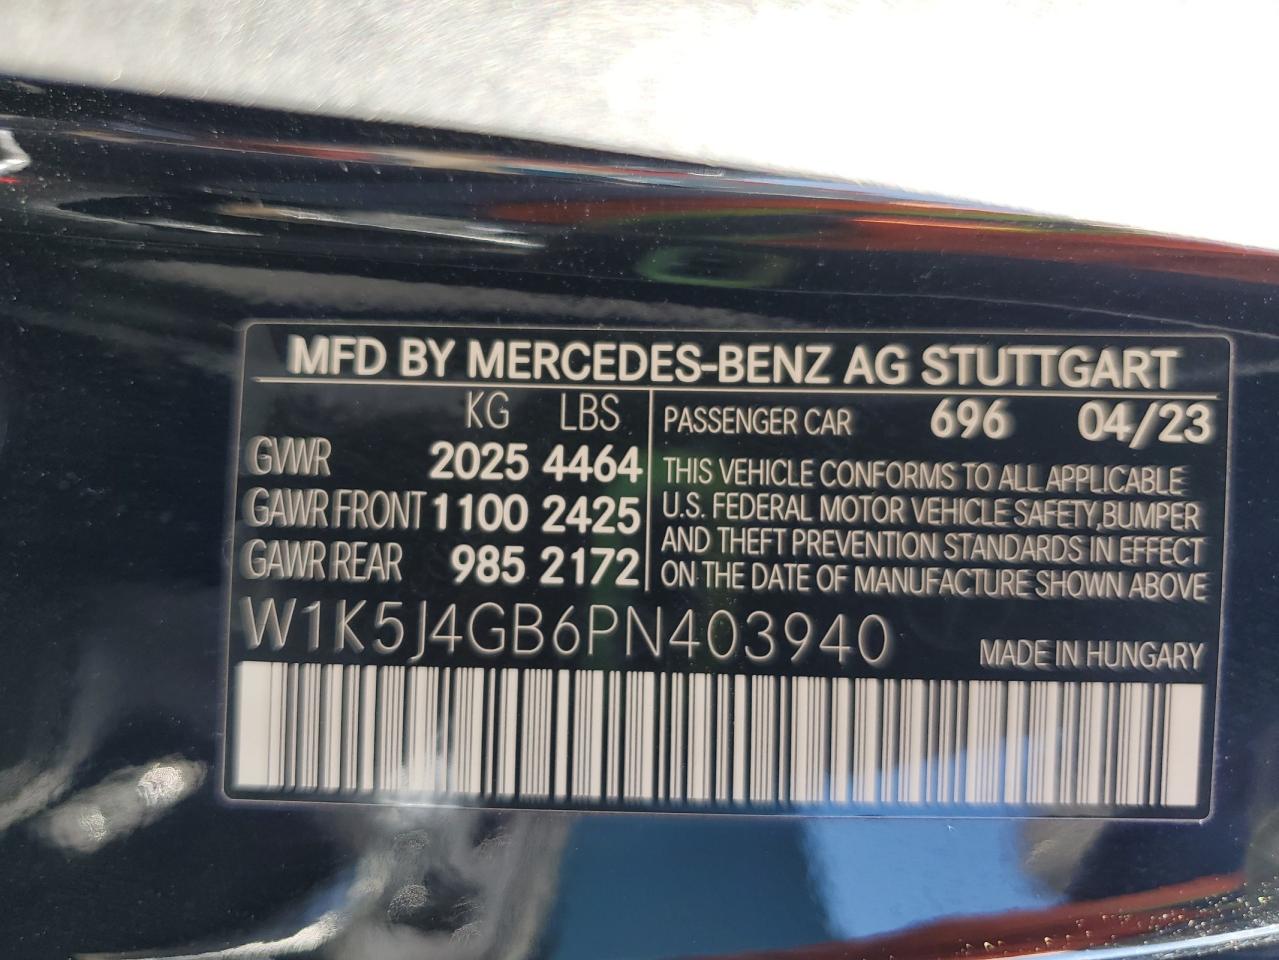 MFD BY MERCEDES-BENZ AG STUTTGART
KG LBS
GVWR 2025 4464
GAWR FRONT 1100 2425
GAWR REAR 985 2172
PASSENGER CAR 696 04/23
THIS VEHICLE CONFORMS TO ALL APPLICABLE
U.S. FEDERAL MOTOR VEHICLE SAFETY,BUMPER
AND THEFT PREVENTION STANDARDS IN EFFECT
ON THE DATE OF MANUFACTURE SHOWN ABOVE
W1K5J4GB6PN403940
MADE IN HUNGARY